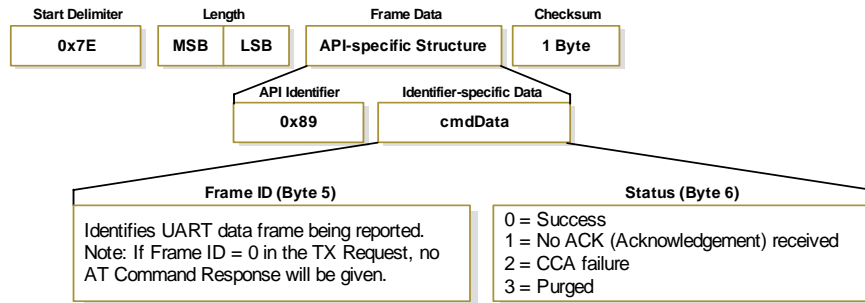 Start Delimiter Length Frame Data Checksum
0x7E MSB LSB API-specific Structure 1 Byte
API Identifier Identifier-specific Data
0x89 cmdData
Frame ID (Byte 5)
Identifies UART data frame being reported.
Note: If Frame ID = 0 in the TX Request, no
AT Command Response will be given.
Status (Byte 6)
0 = Success
1 = No ACK (Acknowledgement) received
2 = CCA failure
3 = Purged